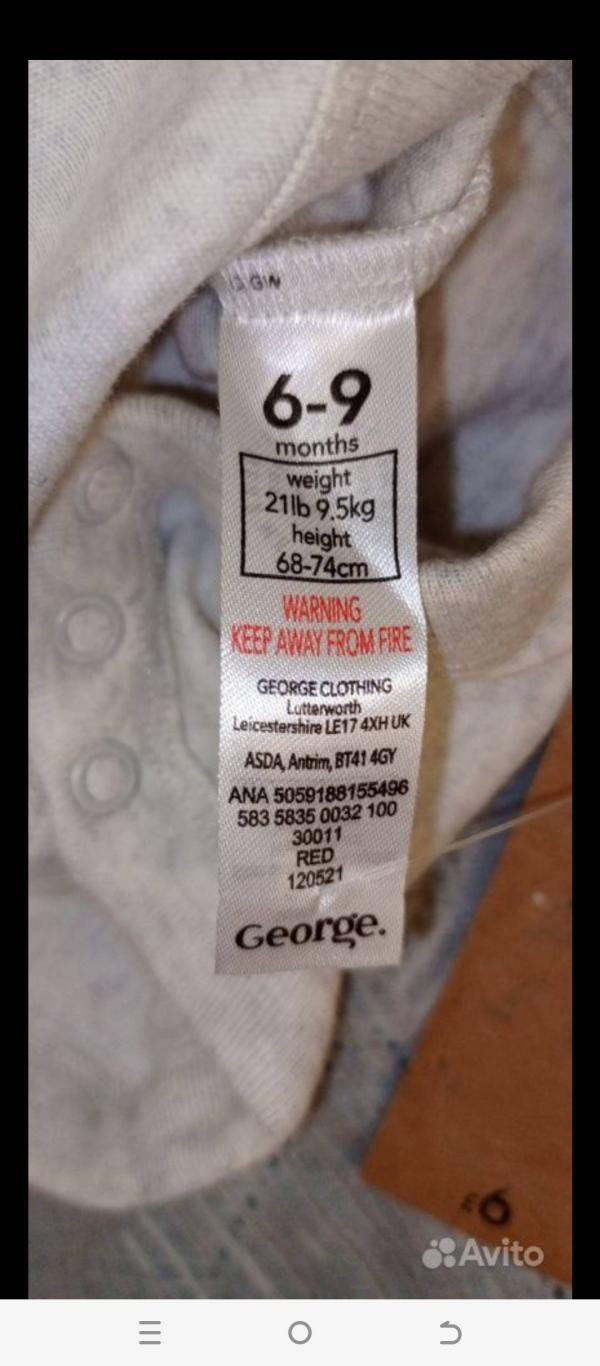 6-9
months
weight
21lb 9.5kg
height
68-74cm
WARNING
KEEP AWAY FROM FIRE
GEORGE CLOTHING
Lutterworth
Leicestershire LE17 4XH UK
ASDA, Antrim, BT41 4GY
ANA 5059188155496
583 5835 0032 100
30011
RED
120521
George.
£6
Avito